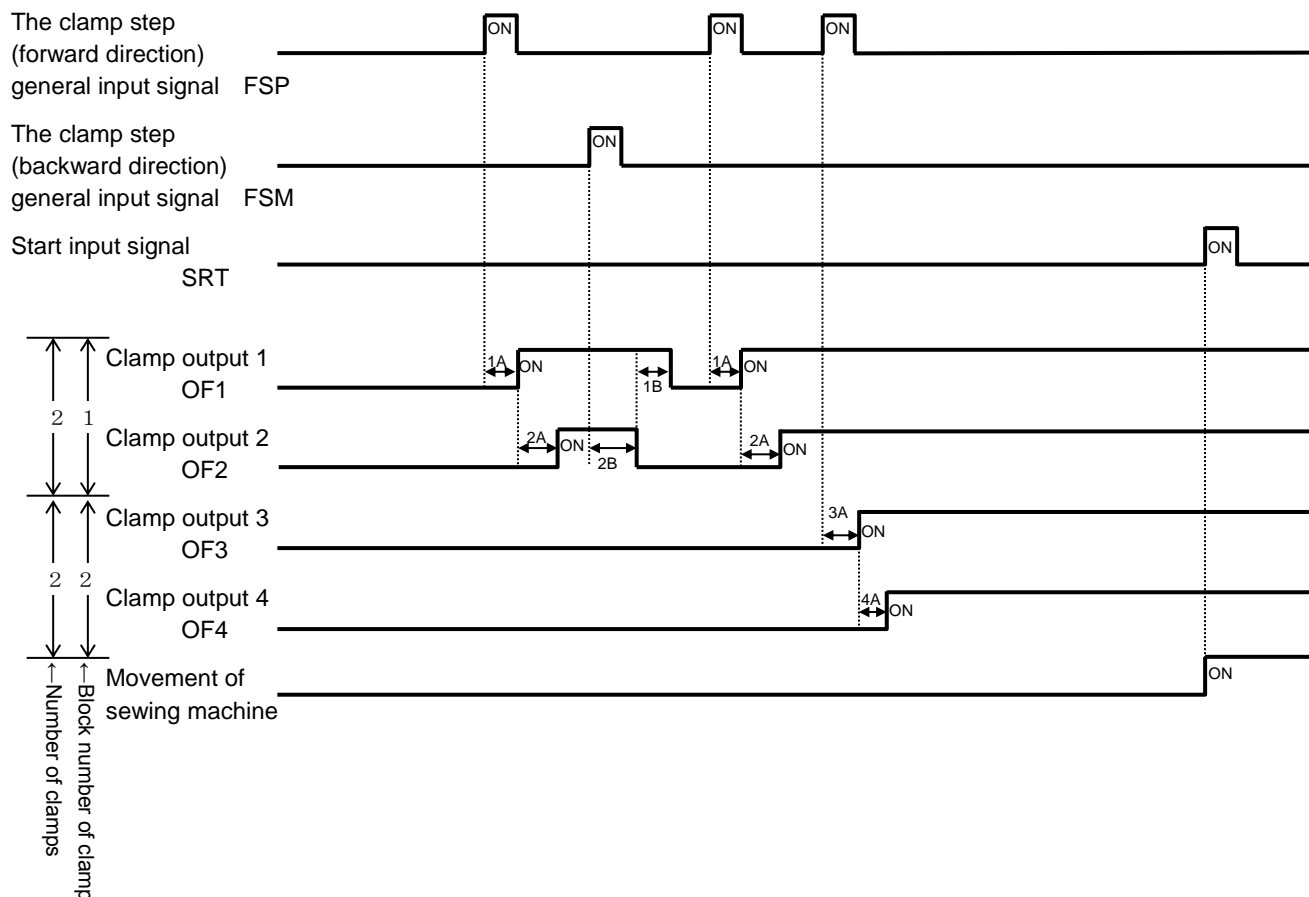 The clamp step
(forward direction)
general input signal FSP
ON
ON
ON
The clamp step
(backward direction)
general input signal FSM
ON
Start input signal
SRT
ON
Clamp output 1
OF1
1A
ON
1B
1A
ON
2
1
Clamp output 2
OF2
2A
ON
2B
2A
ON
Clamp output 3
OF3
3A
ON
2
2
Clamp output 4
OF4
4A
ON
Movement of
sewing machine
ON
←Number of clamps
←Block number of clamp